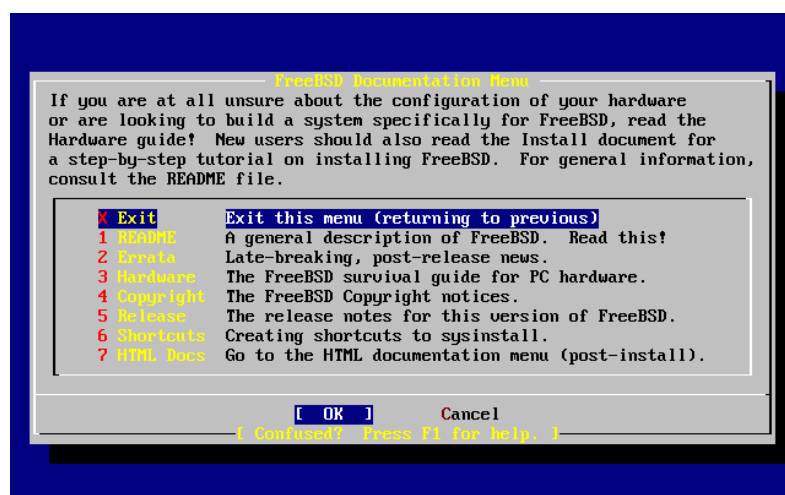 FreeBSD Documentation Menu
If you are at all unsure about the configuration of your hardware
or are looking to build a system specifically for FreeBSD, read the
Hardware guide!  New users should also read the Install document for
a step-by-step tutorial on installing FreeBSD.  For general information,
consult the README file.
X Exit Exit this menu (returning to previous)
1 README A general description of FreeBSD.  Read this!
2 Errata Late-breaking, post-release news.
3 Hardware The FreeBSD survival guide for PC hardware.
4 Copyright The FreeBSD Copyright notices.
5 Release The release notes for this version of FreeBSD.
6 Shortcuts Creating shortcuts to sysinstall.
7 HTML Docs Go to the HTML documentation menu (post-install).
[ OK ] Cancel
[ Confused?  Press F1 for help. ]